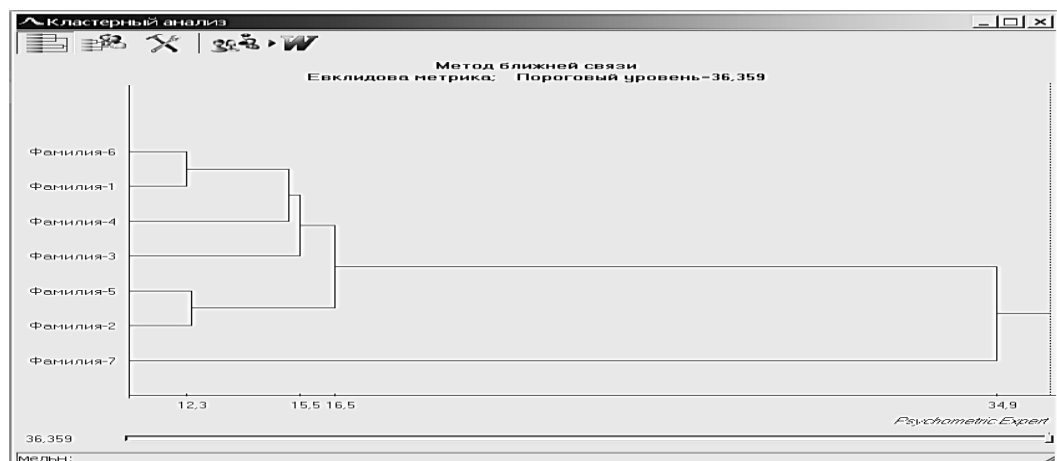 Кластерный анализ
W
Метод ближней связи
Евклидова метрика; Пороговый уровень-36,359
Фамилия-6
Фамилия-1
Фамилия-4
Фамилия-3
Фамилия-5
Фамилия-2
Фамилия-7
12,3 15,5 16,5 34,9
Psychometric Expert
36,359
мельн: